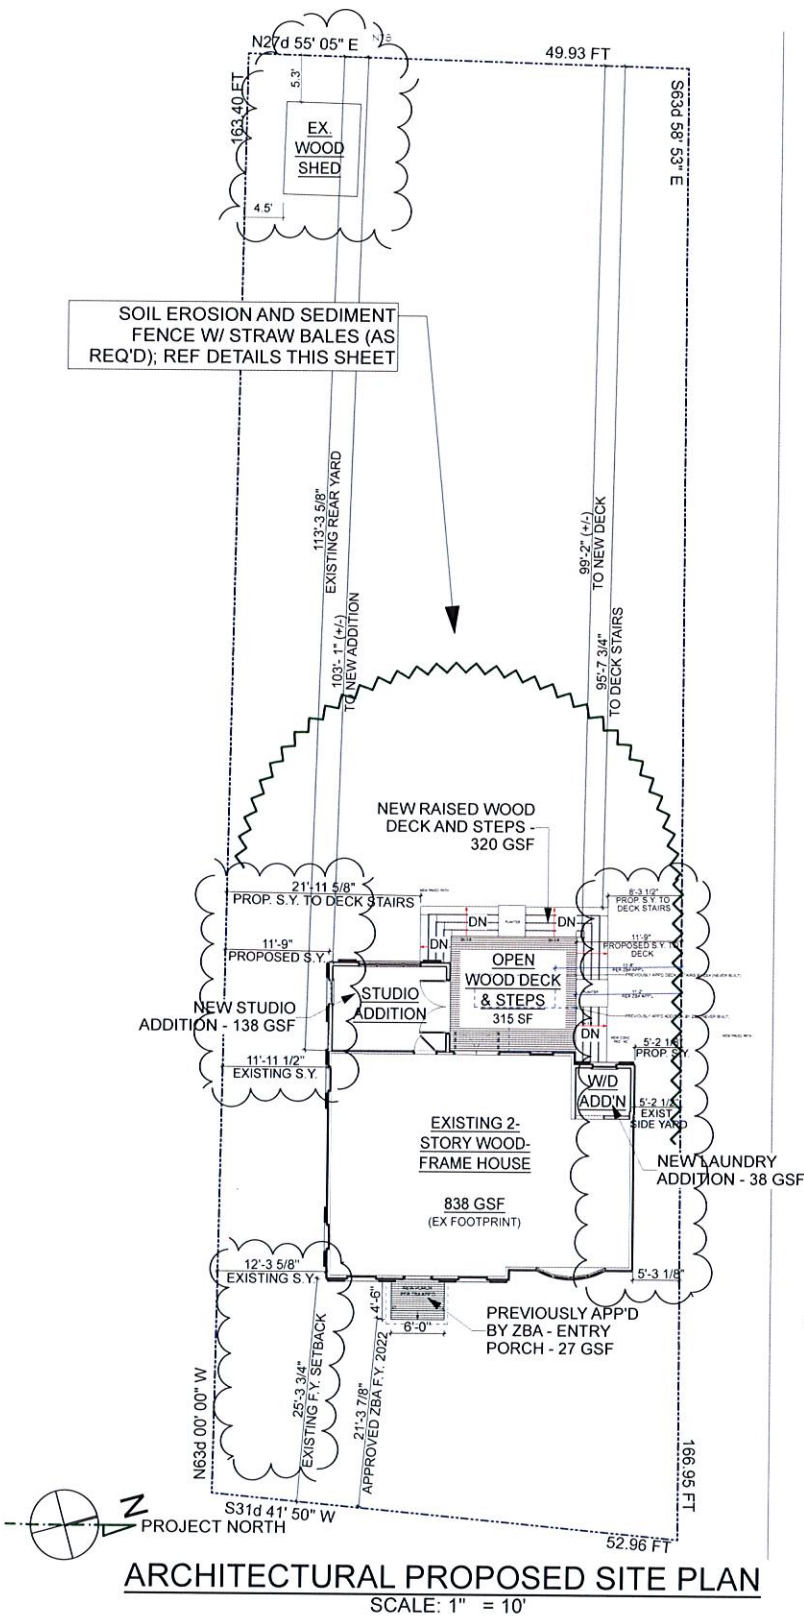 N27d 55' 05" E
49.93 FT
163.40 FT
S63d 58' 53" E
5.3'
EX.
WOOD
SHED
4.5'
SOIL EROSION AND SEDIMENT
FENCE W/ STRAW BALES (AS
REQ'D); REF DETAILS THIS SHEET
113'-3 5/8"
EXISTING REAR YARD
103'- 1" (+/-)
TO NEW ADDITION
99'-2" (+/-)
TO NEW DECK
95'-7 3/4"
TO DECK STAIRS
NEW RAISED WOOD
DECK AND STEPS -
320 GSF
21'-11 5/8"
PROP. S.Y. TO DECK STAIRS
8'-3 1/2"
PROP. S.Y. TO
DECK STAIRS
DN
PLANTER
DN
DN
11'-9"
PROPOSED S.Y.
11'-9"
PROPOSED S.Y. TO
DECK
OPEN
WOOD DECK
& STEPS
315 SF
STUDIO
ADDITION
NEW STUDIO
ADDITION - 138 GSF
DN
5'-2 1/8"
PROP. S.Y.
11'-11 1/2"
EXISTING S.Y.
W/D
ADD'N
5'-2 1/2"
EXIST
SIDE YARD
EXISTING 2-
STORY WOOD-
FRAME HOUSE
838 GSF
(EX FOOTPRINT)
NEW LAUNDRY
ADDITION - 38 GSF
12'-3 5/8"
EXISTING S.Y.
5'-3 1/8"
4'-6"
6'-0"
PREVIOUSLY APP'D
BY ZBA - ENTRY
PORCH - 27 GSF
25'-3 3/4"
EXISTING F.Y. SETBACK
21'-3 7/8"
APPROVED ZBA F.Y. 2022
N63d 00' 00" W
166.95 FT
S31d 41' 50" W
52.96 FT
N
PROJECT NORTH
ARCHITECTURAL PROPOSED SITE PLAN
SCALE: 1" = 10'